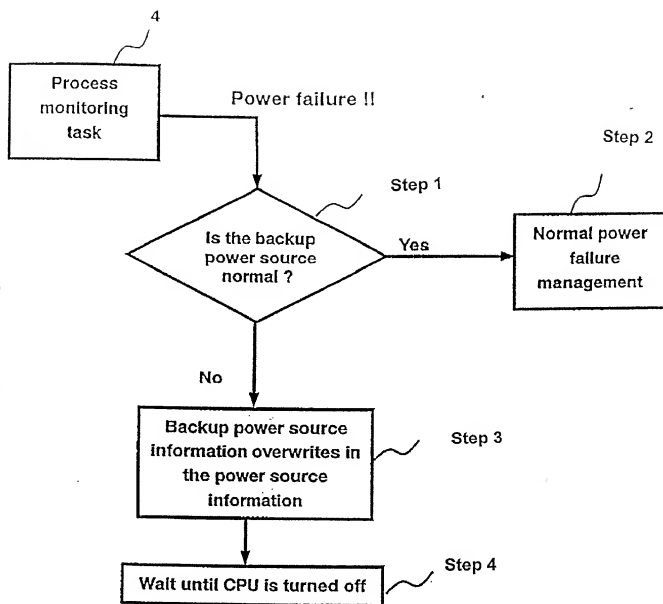 4
Process
monitoring
task
Power failure !!
Step 1
Step 2
Is the backup
power source
normal ?
Yes
Normal power
failure
management
No
Backup power source
information overwrites in
the power source
information
Step 3
Step 4
Wait until CPU is turned off